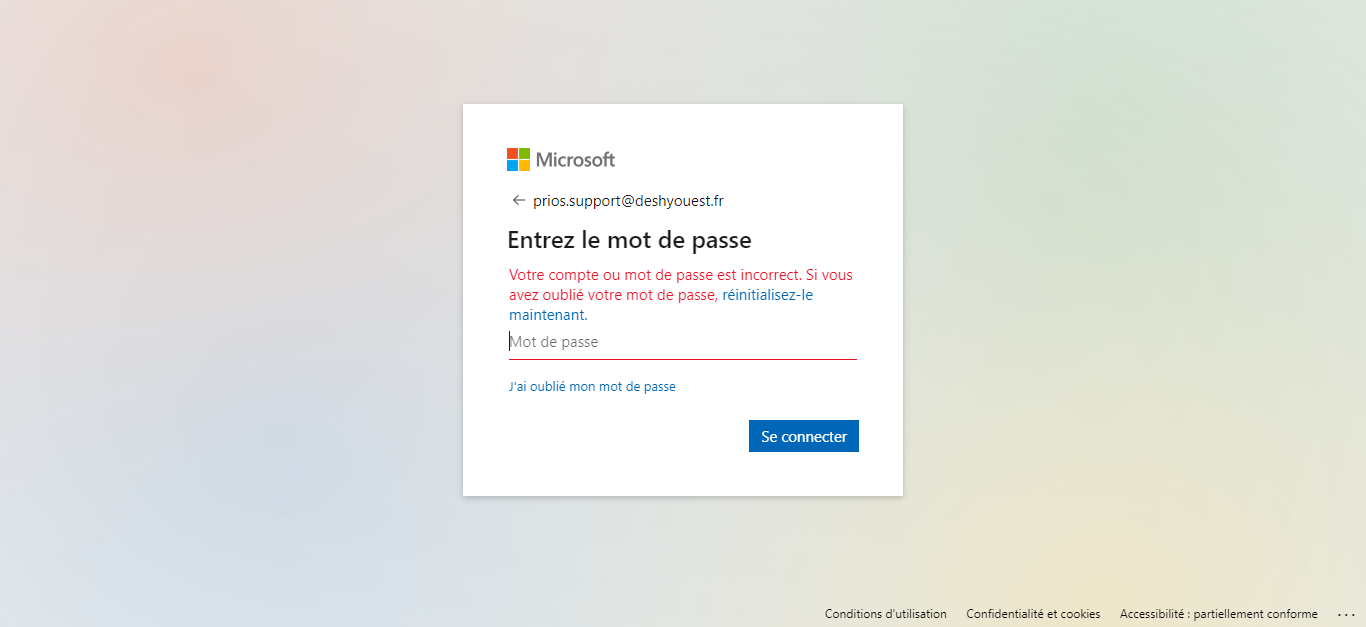 Microsoft
prios.support@deshyouest.fr
Entrez le mot de passe
Votre compte ou mot de passe est incorrect. Si vous
avez oublié votre mot de passe, réinitialisez-le
maintenant.
Mot de passe
J'ai oublié mon mot de passe
Se connecter
Conditions d'utilisation Confidentialité et cookies Accessibilité : partiellement conforme ...